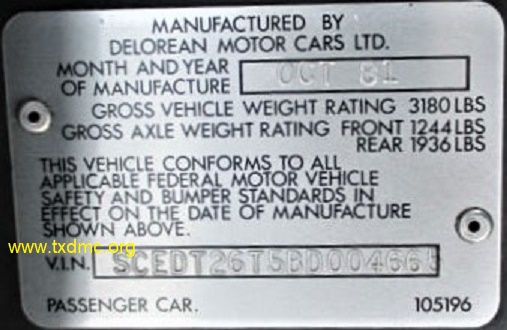 MANUFACTURED BY
DELOREAN MOTOR CARS LTD.
MONTH AND YEAR
OF MANUFACTURE OCT 81
GROSS VEHICLE WEIGHT RATING 3180 LBS
GROSS AXLE WEIGHT RATING FRONT 1244 LBS
REAR 1936 LBS
THIS VEHICLE CONFORMS TO ALL
APPLICABLE FEDERAL MOTOR VEHICLE
SAFETY AND BUMPER STANDARDS IN
EFFECT ON THE DATE OF MANUFACTURE
SHOWN ABOVE.
www.txdmc.org
V.I.N.
PASSENGER CAR. 105196